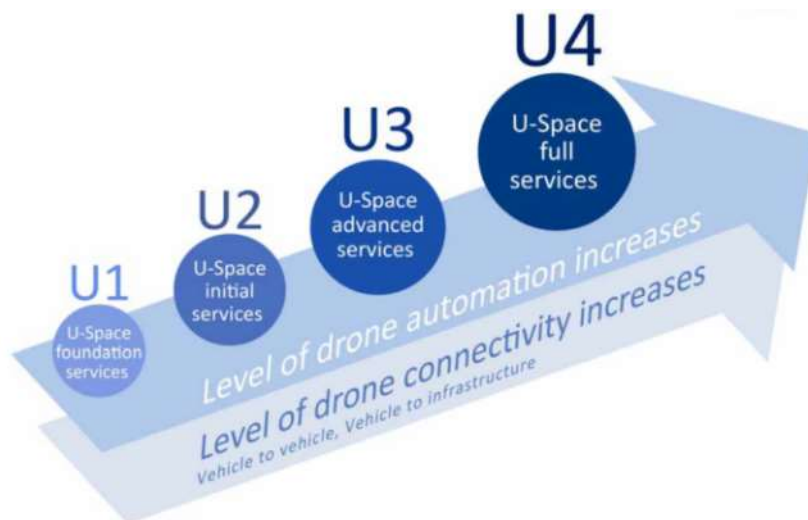 U1
U-Space
foundation
services
U2
U-Space
initial
services
U3
U-Space
advanced
services
U4
U-Space
full
services
Level of drone automation increases
Level of drone connectivity increases
Vehicle to vehicle, Vehicle to infrastructure